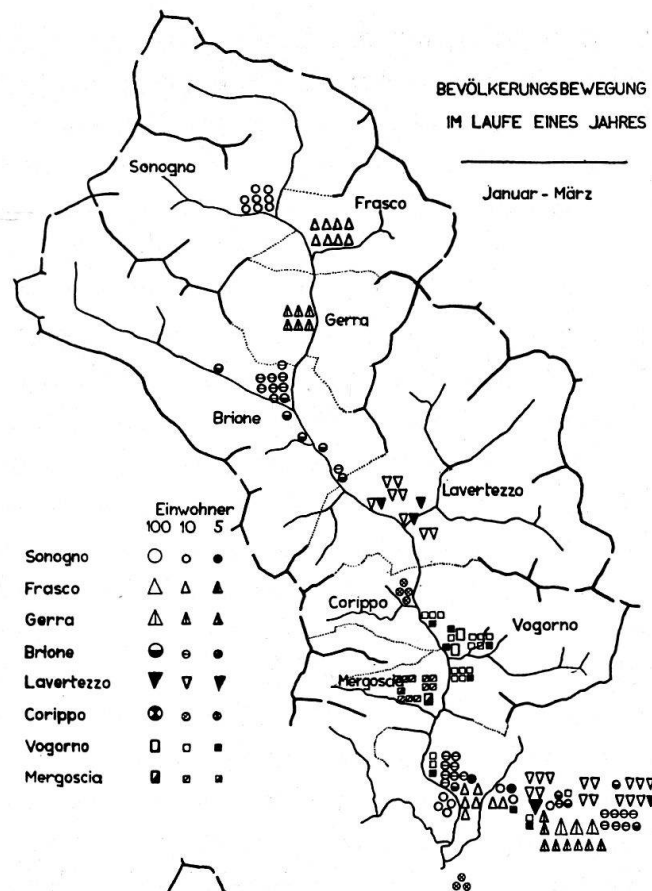 BEVÖLKERUNGSBEWEGUNG
IM LAUFE EINES JAHRES
Januar - März
Sonogno
Frasco
Gerra
Brione
Lavertezzo
Corippo
Vogorno
Mergoscia
Einwohner
100 10 5
Sonogno
Frasco
Gerra
Brione
Lavertezzo
Corippo
Vogorno
Mergoscia